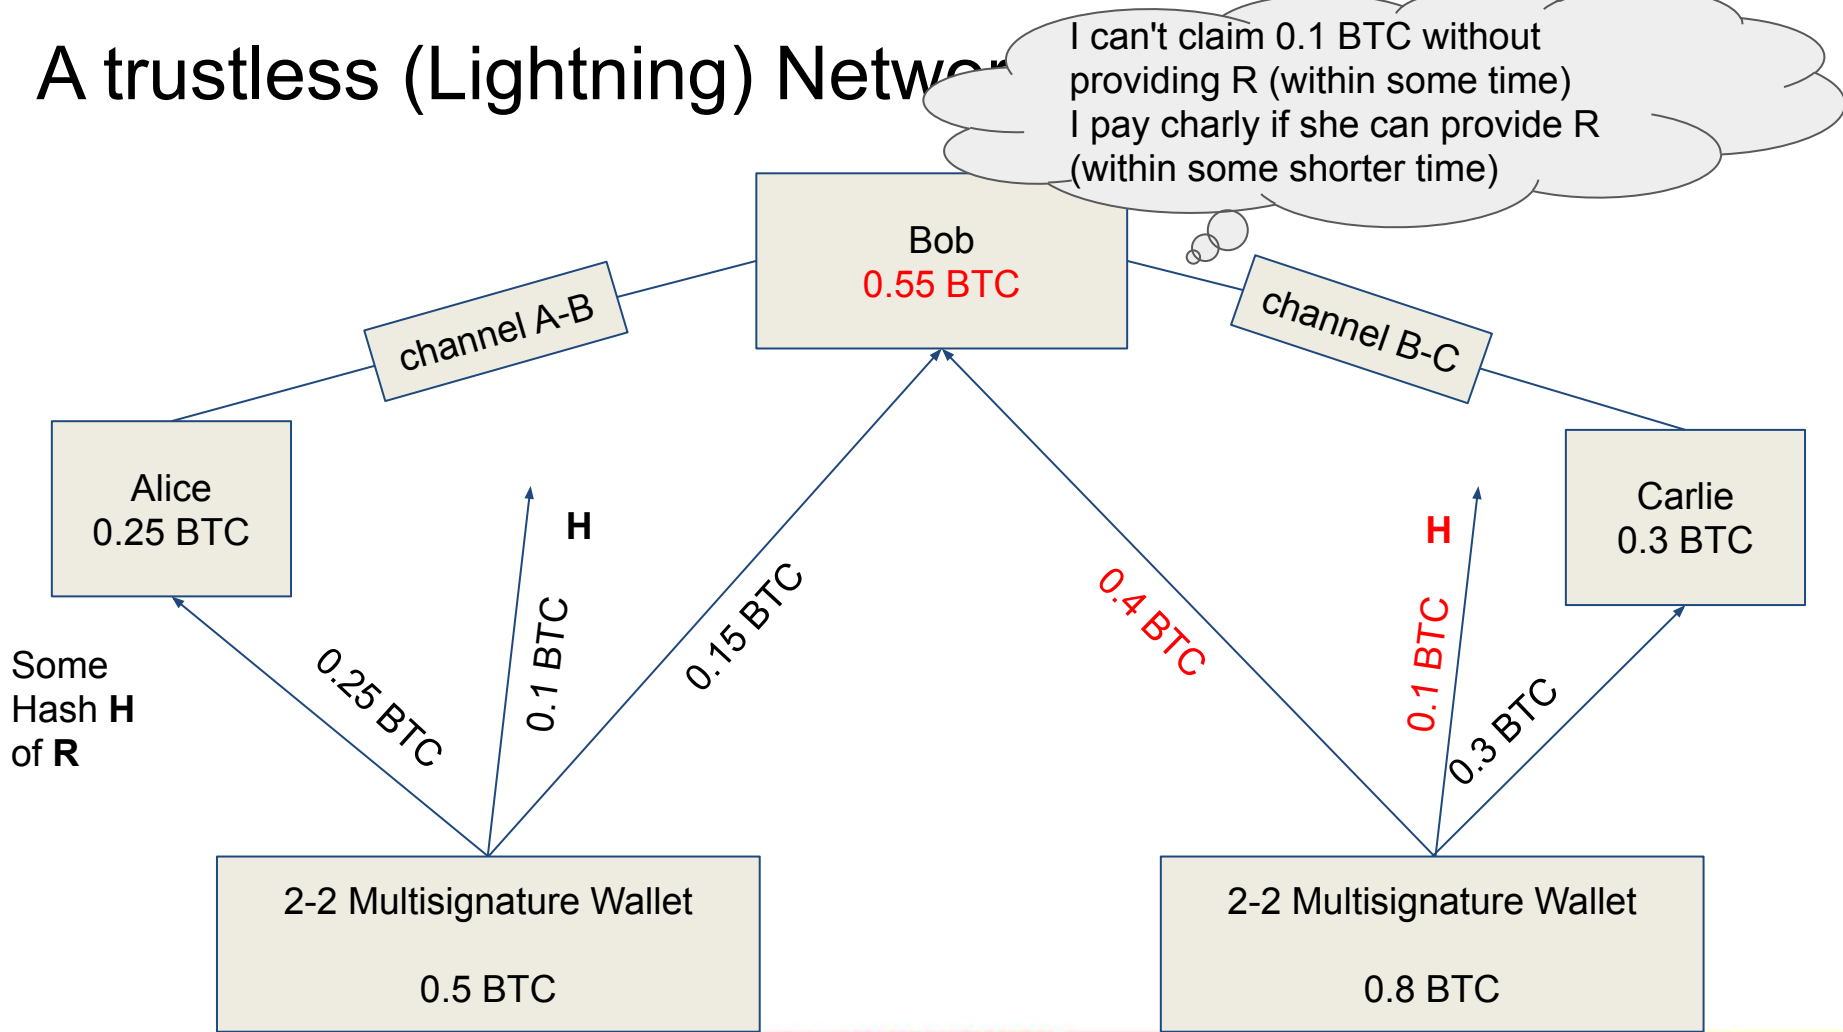 A trustless (Lightning) Networ
I can't claim 0.1 BTC without
providing R (within some time)
I pay charly if she can provide R
(within some shorter time)
Bob
0.55 BTC
channel A-B
channel B-C
Alice
0.25 BTC
H
H
Carlie
0.3 BTC
Some
Hash H
of R
0.25 BTC
0.1 BTC
0.15 BTC
0.4 BTC
0.1 BTC
0.3 BTC
2-2 Multisignature Wallet
0.5 BTC
2-2 Multisignature Wallet
0.8 BTC